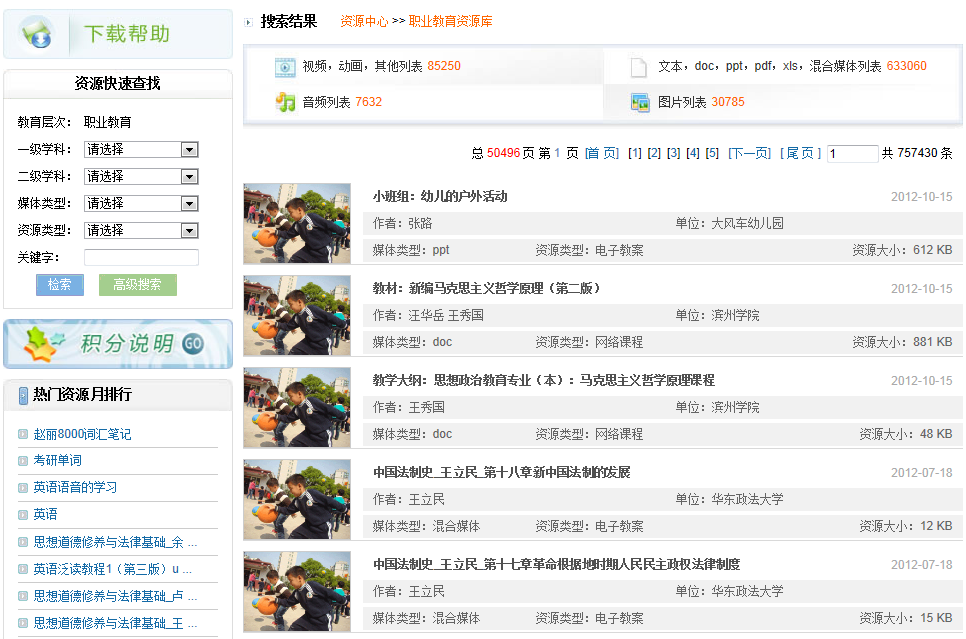 下载帮助
资源快速查找
教育层次： 职业教育
一级学科： 请选择
二级学科： 请选择
媒体类型： 请选择
资源类型： 请选择
关键字：
检索 高级搜索
积分说明 GO
热门资源月排行
赵丽8000词汇笔记
考研单词
英语语音的学习
英语
思想道德修养与法律基础_余 ...
英语泛读教程1（第三版）u ...
思想道德修养与法律基础_卢 ...
思想道德修养与法律基础_王 ...
搜索结果 资源中心 >> 职业教育资源库
视频，动画，其他列表 85250
文本，doc，ppt，pdf，xls，混合媒体列表 633060
音频列表 7632
图片列表 30785
总 50496 页 第 1 页 [首 页] [1] [2] [3] [4] [5] [下一页] [ 尾 页 ] 1 共 757430 条
小班组：幼儿的户外活动 2012-10-15
作者：张路 单位：大风车幼儿园
媒体类型：ppt 资源类型：电子教案 资源大小：612 KB
教材：新编马克思主义哲学原理（第二版） 2012-10-15
作者：汪华岳 王秀国 单位：滨州学院
媒体类型：doc 资源类型：网络课程 资源大小：881 KB
教学大纲：思想政治教育专业（本）：马克思主义哲学原理课程 2012-10-15
作者：王秀国 单位：滨州学院
媒体类型：doc 资源类型：网络课程 资源大小：48 KB
中国法制史_王立民_第十八章新中国法制的发展 2012-07-18
作者：王立民 单位：华东政法大学
媒体类型：混合媒体 资源类型：电子教案 资源大小：12 KB
中国法制史_王立民_第十七章革命根据地时期人民民主政权法律制度 2012-07-18
作者：王立民 单位：华东政法大学
媒体类型：混合媒体 资源类型：电子教案 资源大小：15 KB